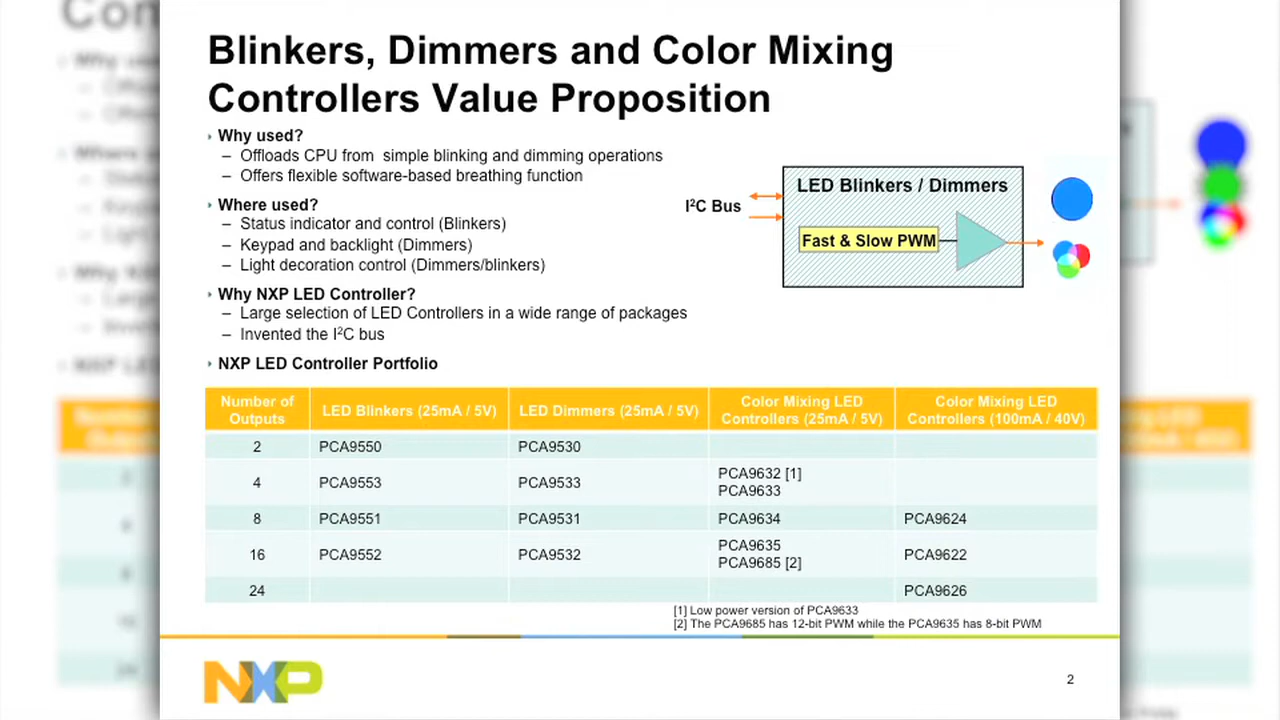 Blinkers, Dimmers and Color Mixing
Controllers Value Proposition
Why used?
– Offloads CPU from simple blinking and dimming operations
– Offers flexible software-based breathing function
Where used?
– Status indicator and control (Blinkers)
– Keypad and backlight (Dimmers)
– Light decoration control (Dimmers/blinkers)
Why NXP LED Controller?
– Large selection of LED Controllers in a wide range of packages
– Invented the I²C bus
NXP LED Controller Portfolio
I²C Bus
LED Blinkers / Dimmers
Fast & Slow PWM
Number of Outputs LED Blinkers (25mA / 5V) LED Dimmers (25mA / 5V) Color Mixing LED Controllers (25mA / 5V) Color Mixing LED Controllers (100mA / 40V)
2 PCA9550 PCA9530
4 PCA9553 PCA9533 PCA9632 [1] PCA9633
8 PCA9551 PCA9531 PCA9634 PCA9624
16 PCA9552 PCA9532 PCA9635 PCA9685 [2] PCA9622
24 PCA9626
[1] Low power version of PCA9633
[2] The PCA9685 has 12-bit PWM while the PCA9635 has 8-bit PWM
NXP
2